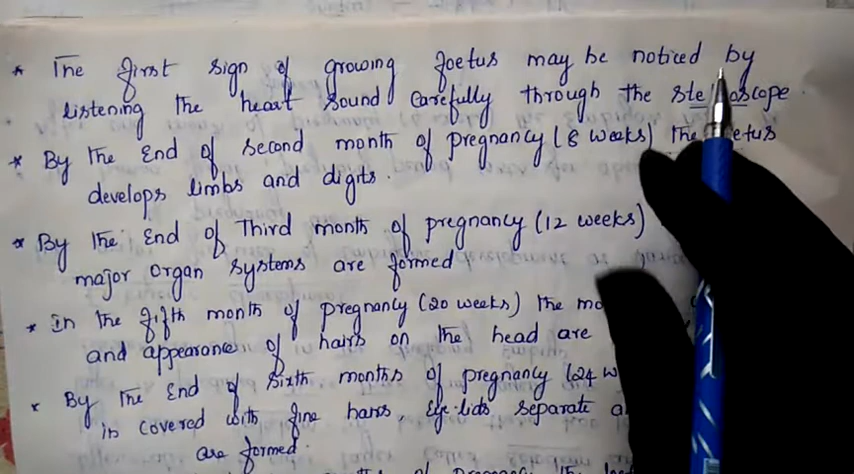 * The first sign of growing foetus may be noticed by
listening the heart sound carefully through the stethoscope.
* By the End of second month of pregnancy (8 weeks) the foetus
develops limbs and digits.
* By the End of Third month of pregnancy (12 weeks)
major organ systems are formed
* In the fifth month of pregnancy (20 weeks) the
and appearance of hairs on the head are
* By the End of Sixth months of pregnancy (24
is covered with fine hairs, Eye-lids separate
are formed.